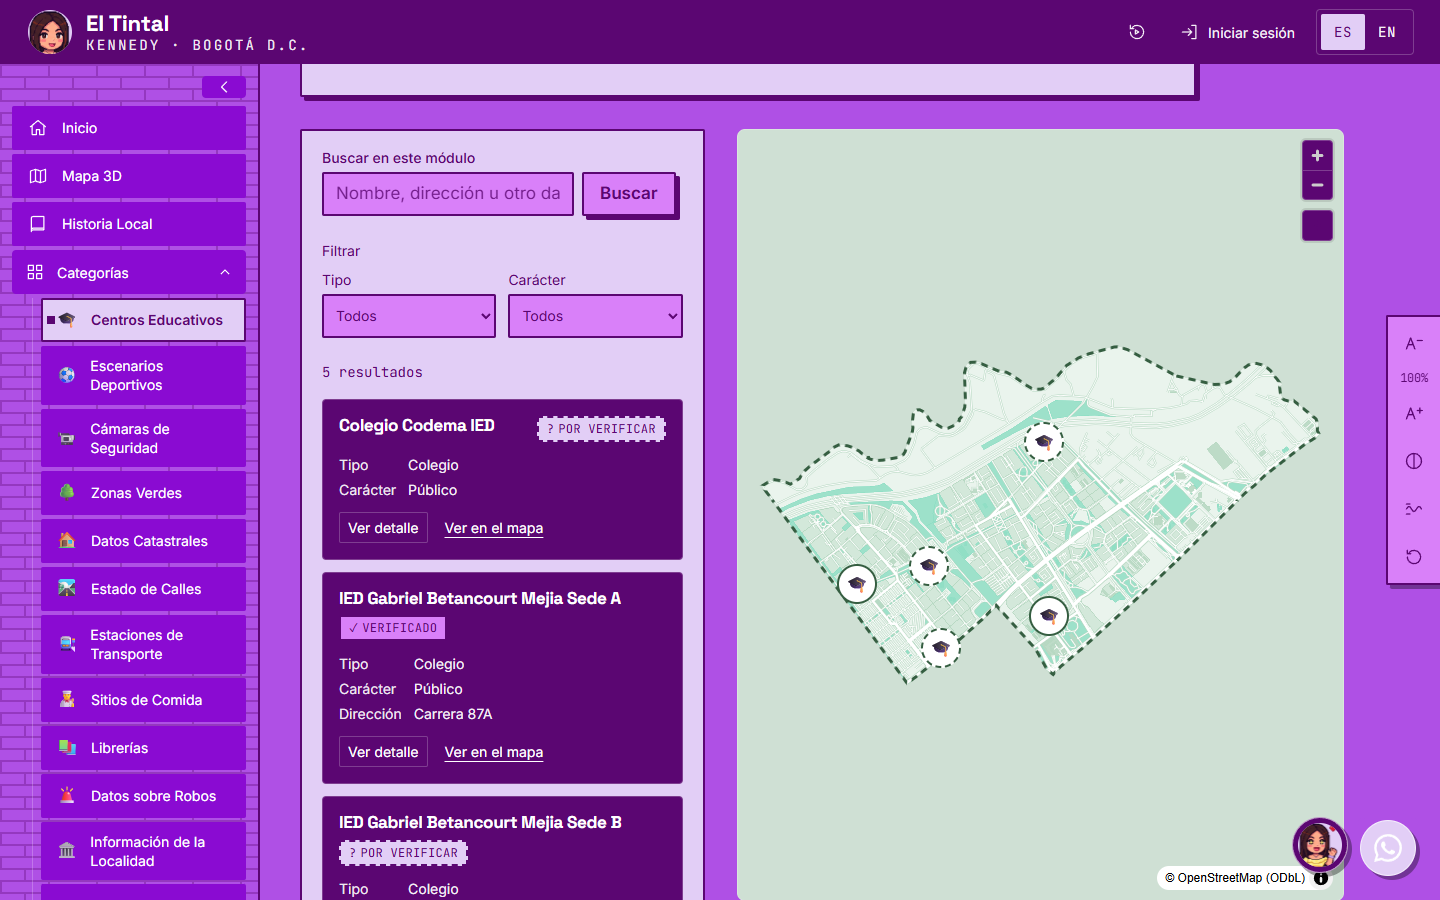 El Tintal
KENNEDY · BOGOTÁ D.C.
Iniciar sesión
ES
EN
Inicio
Mapa 3D
Historia Local
Categorías
Centros Educativos
Escenarios
Deportivos
Cámaras de
Seguridad
Zonas Verdes
Datos Catastrales
Estado de Calles
Estaciones de
Transporte
Sitios de Comida
Librerías
Datos sobre Robos
Información de la
Localidad
Buscar en este módulo
Nombre, dirección u otro da
Buscar
Filtrar
Tipo
Carácter
Todos
Todos
5 resultados
Colegio Codema IED
? POR VERIFICAR
Tipo Colegio
Carácter Público
Ver detalle Ver en el mapa
IED Gabriel Betancourt Mejia Sede A
✓ VERIFICADO
Tipo Colegio
Carácter Público
Dirección Carrera 87A
Ver detalle Ver en el mapa
IED Gabriel Betancourt Mejia Sede B
? POR VERIFICAR
Tipo Colegio
+
−
A−
100%
A+
© OpenStreetMap (ODbL)